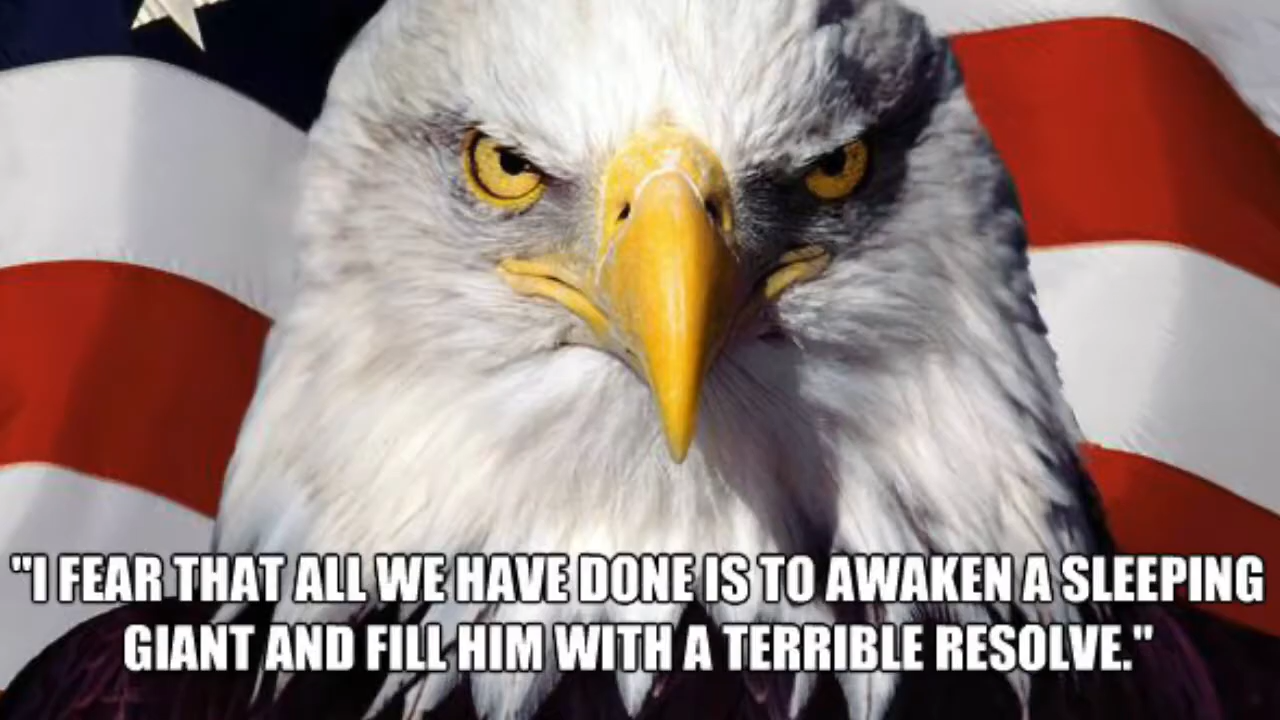 "I FEAR THAT ALL WE HAVE DONE IS TO AWAKEN A SLEEPING
GIANT AND FILL HIM WITH A TERRIBLE RESOLVE."